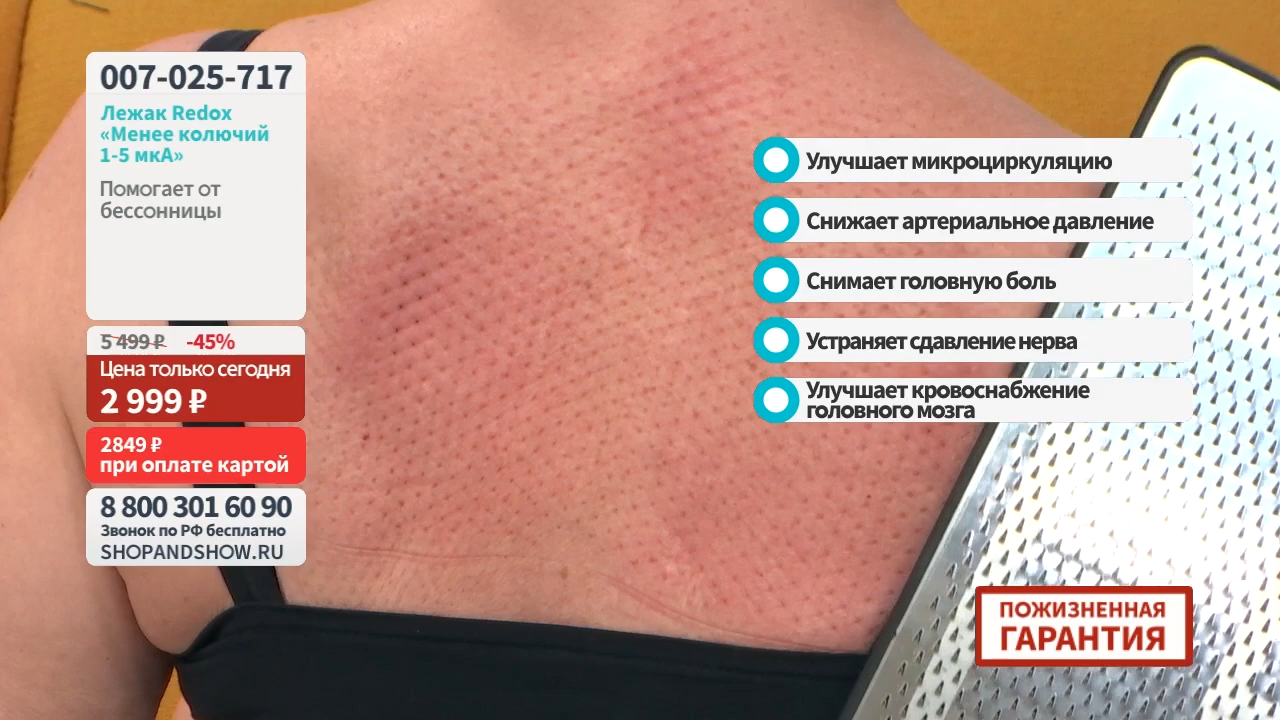 007-025-717
Лежак Redox
«Менее колючий
1-5 мкА»
Помогает от
бессонницы
5 499 ₽ -45%
Цена только сегодня
2 999 ₽
2849 ₽
при оплате картой
8 800 301 60 90
Звонок по РФ бесплатно
SHOPANDSHOW.RU
Улучшает микроциркуляцию
Снижает артериальное давление
Снимает головную боль
Устраняет сдавление нерва
Улучшает кровоснабжение
головного мозга
ПОЖИЗНЕННАЯ
ГАРАНТИЯ